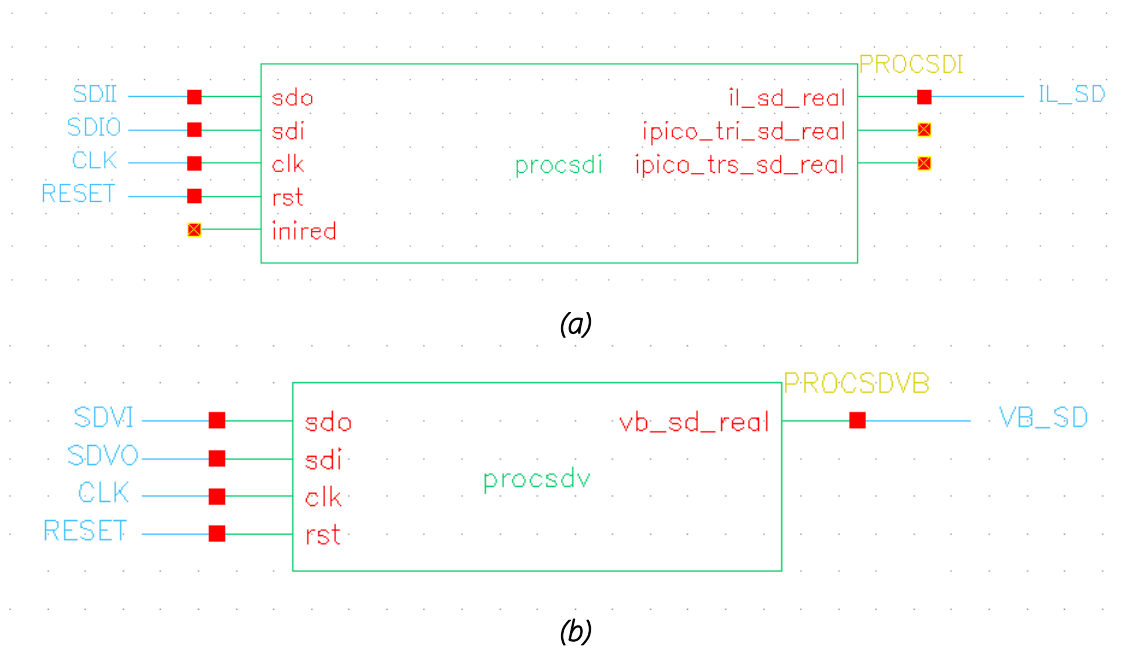 PROCSDI
SDII sdo il_sd_real IL_SD
SDIO sdi ipico_tri_sd_real
CLK clk procsdi ipico_trs_sd_real
RESET rst
inired
(a)
PROCSDVB
SDVI sdo vb_sd_real VB_SD
SDVO sdi
procsdv
CLK clk
RESET rst
(b)